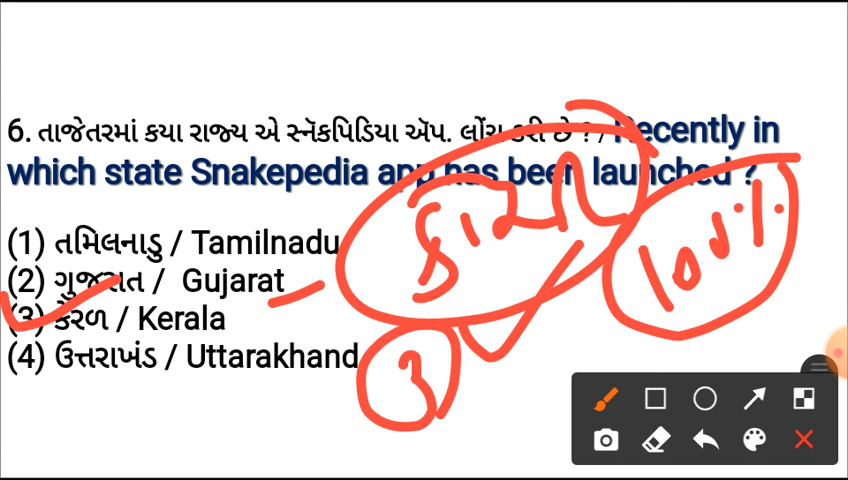 6. તાજેતરમાં કયા રાજ્ય એ સ્નૅકપિડિયા ઍપ. લોંચ કરી છે ? / Recently in
which state Snakepedia app has been launched ?
(1) તમિલનાડુ / Tamilnadu
(2) ગુજરાત / Gujarat
(3) કેરળ / Kerala
(4) ઉત્તરાખંડ / Uttarakhand
100%
3